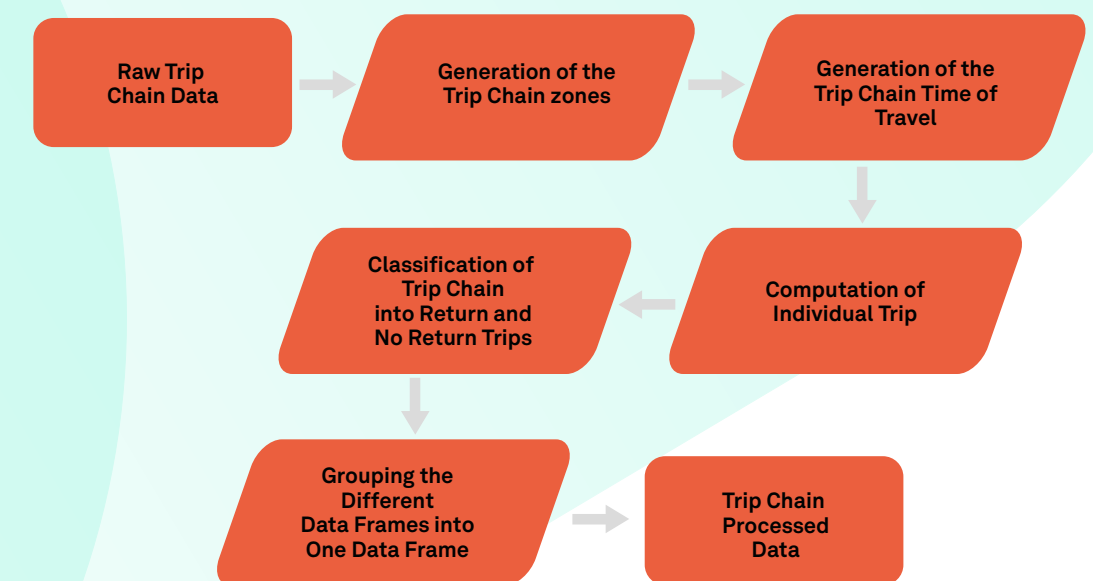 Raw Trip
Chain Data
Generation of the
Trip Chain zones
Generation of the
Trip Chain Time of
Travel
Computation of
Individual Trip
Classification of
Trip Chain
into Return and
No Return Trips
Grouping the
Different
Data Frames into
One Data Frame
Trip Chain
Processed
Data